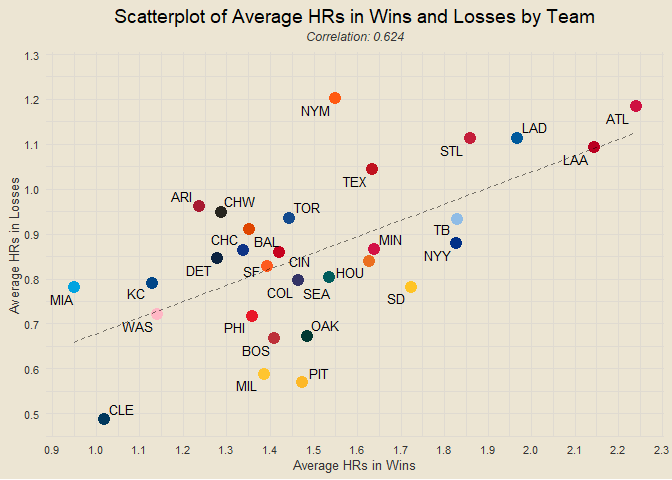 Scatterplot of Average HRs in Wins and Losses by Team
Correlation: 0.624
Average HRs in Losses
1.3
1.2
1.1
1.0
0.9
0.8
0.7
0.6
0.5
NYM
ATL
LAD
STL
LAA
TEX
ARI
CHW
TOR
TB
CHC
BAL
MIN
NYY
DET
SF
CIN
HOU
MIA
KC
COL
SEA
SD
WAS
PHI
OAK
BOS
MIL
PIT
CLE
0.9 1.0 1.1 1.2 1.3 1.4 1.5 1.6 1.7 1.8 1.9 2.0 2.1 2.2 2.3
Average HRs in Wins